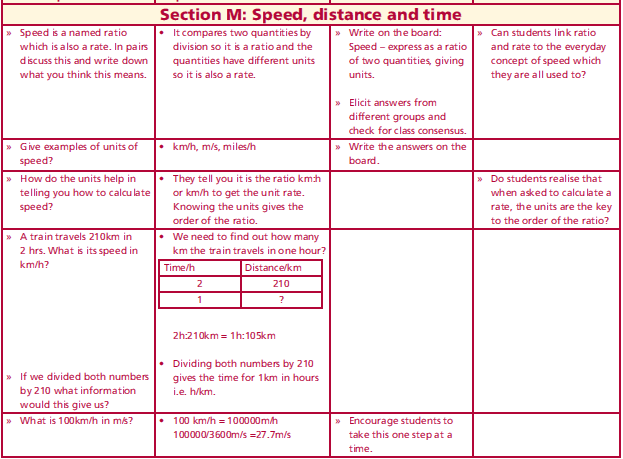 Section M: Speed, distance and time
» Speed is a named ratio
which is also a rate. In pairs
discuss this and write down
what you think this means.
• It compares two quantities by
division so it is a ratio and the
quantities have different units
so it is also a rate.
» Write on the board:
Speed – express as a ratio
of two quantities, giving
units.
» Elicit answers from
different groups and
check for class consensus.
» Can students link ratio
and rate to the everyday
concept of speed which
they are all used to?
» Give examples of units of
speed?
• km/h, m/s, miles/h
» Write the answers on the
board.
» How do the units help in
telling you how to calculate
speed?
• They tell you it is the ratio km:h
or km/h to get the unit rate.
Knowing the units gives the
order of the ratio.
» Do students realise that
when asked to calculate a
rate, the units are the key
to the order of the ratio?
» A train travels 210km in
2 hrs. What is its speed in
km/h?
• We need to find out how many
km the train travels in one hour?
Time/h Distance/km
2 210
1 ?
2h:210km = 1h:105km
» If we divided both numbers
by 210 what information
would this give us?
• Dividing both numbers by 210
gives the time for 1km in hours
i.e. h/km.
» What is 100km/h in m/s?
• 100 km/h = 100000m/h
100000/3600m/s =27.7m/s
» Encourage students to
take this one step at a
time.